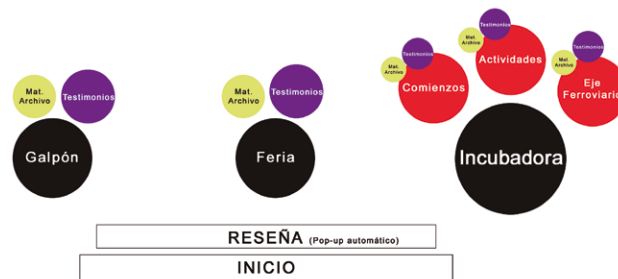 Mat.
Archivo
Testimonios
Galpón
Mat.
Archivo
Testimonios
Feria
Mat.
Archivo
Testimonios
Comienzos
Mat.
Archivo
Testimonios
Actividades
Mat.
Archivo
Testimonios
Eje
Ferroviario
Incubadora
RESEÑA (Pop-up automático)
INICIO